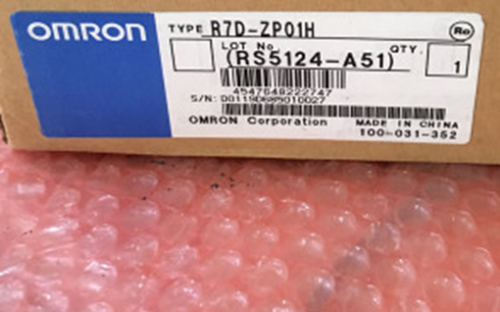 OMRON
TYPE R7D-ZP01H
LOT No. QTY.
(RS5124-A51) 1
4547648222747
S/N:
OMRON Corporation MADE IN CHINA
100-031-352